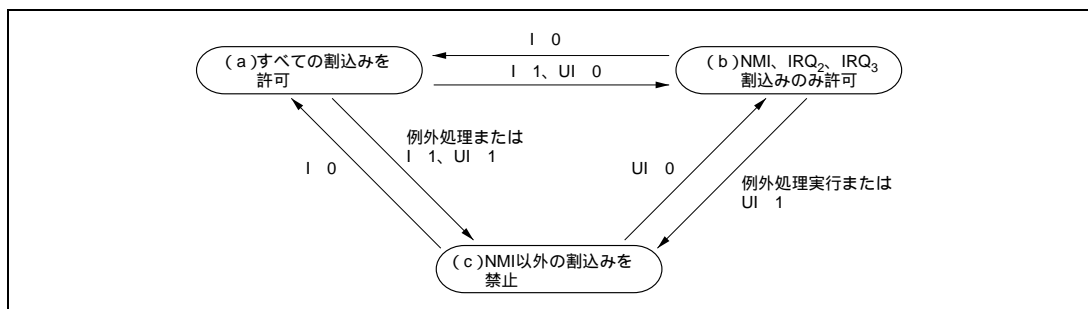 I 0
(a)すべての割込みを
許可
I 1、UI 0
(b)NMI、IRQ2、IRQ3
割込みのみ許可
例外処理または
I 1、UI 1
I 0
UI 0
例外処理実行または
UI 1
(c)NMI以外の割込みを
禁止